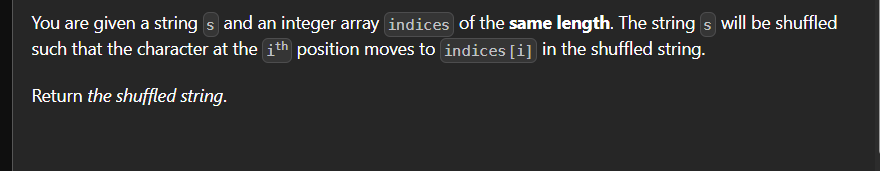 You are given a string s and an integer array indices of the same length. The string s will be shuffled
such that the character at the ith position moves to indices[i] in the shuffled string.
Return the shuffled string.